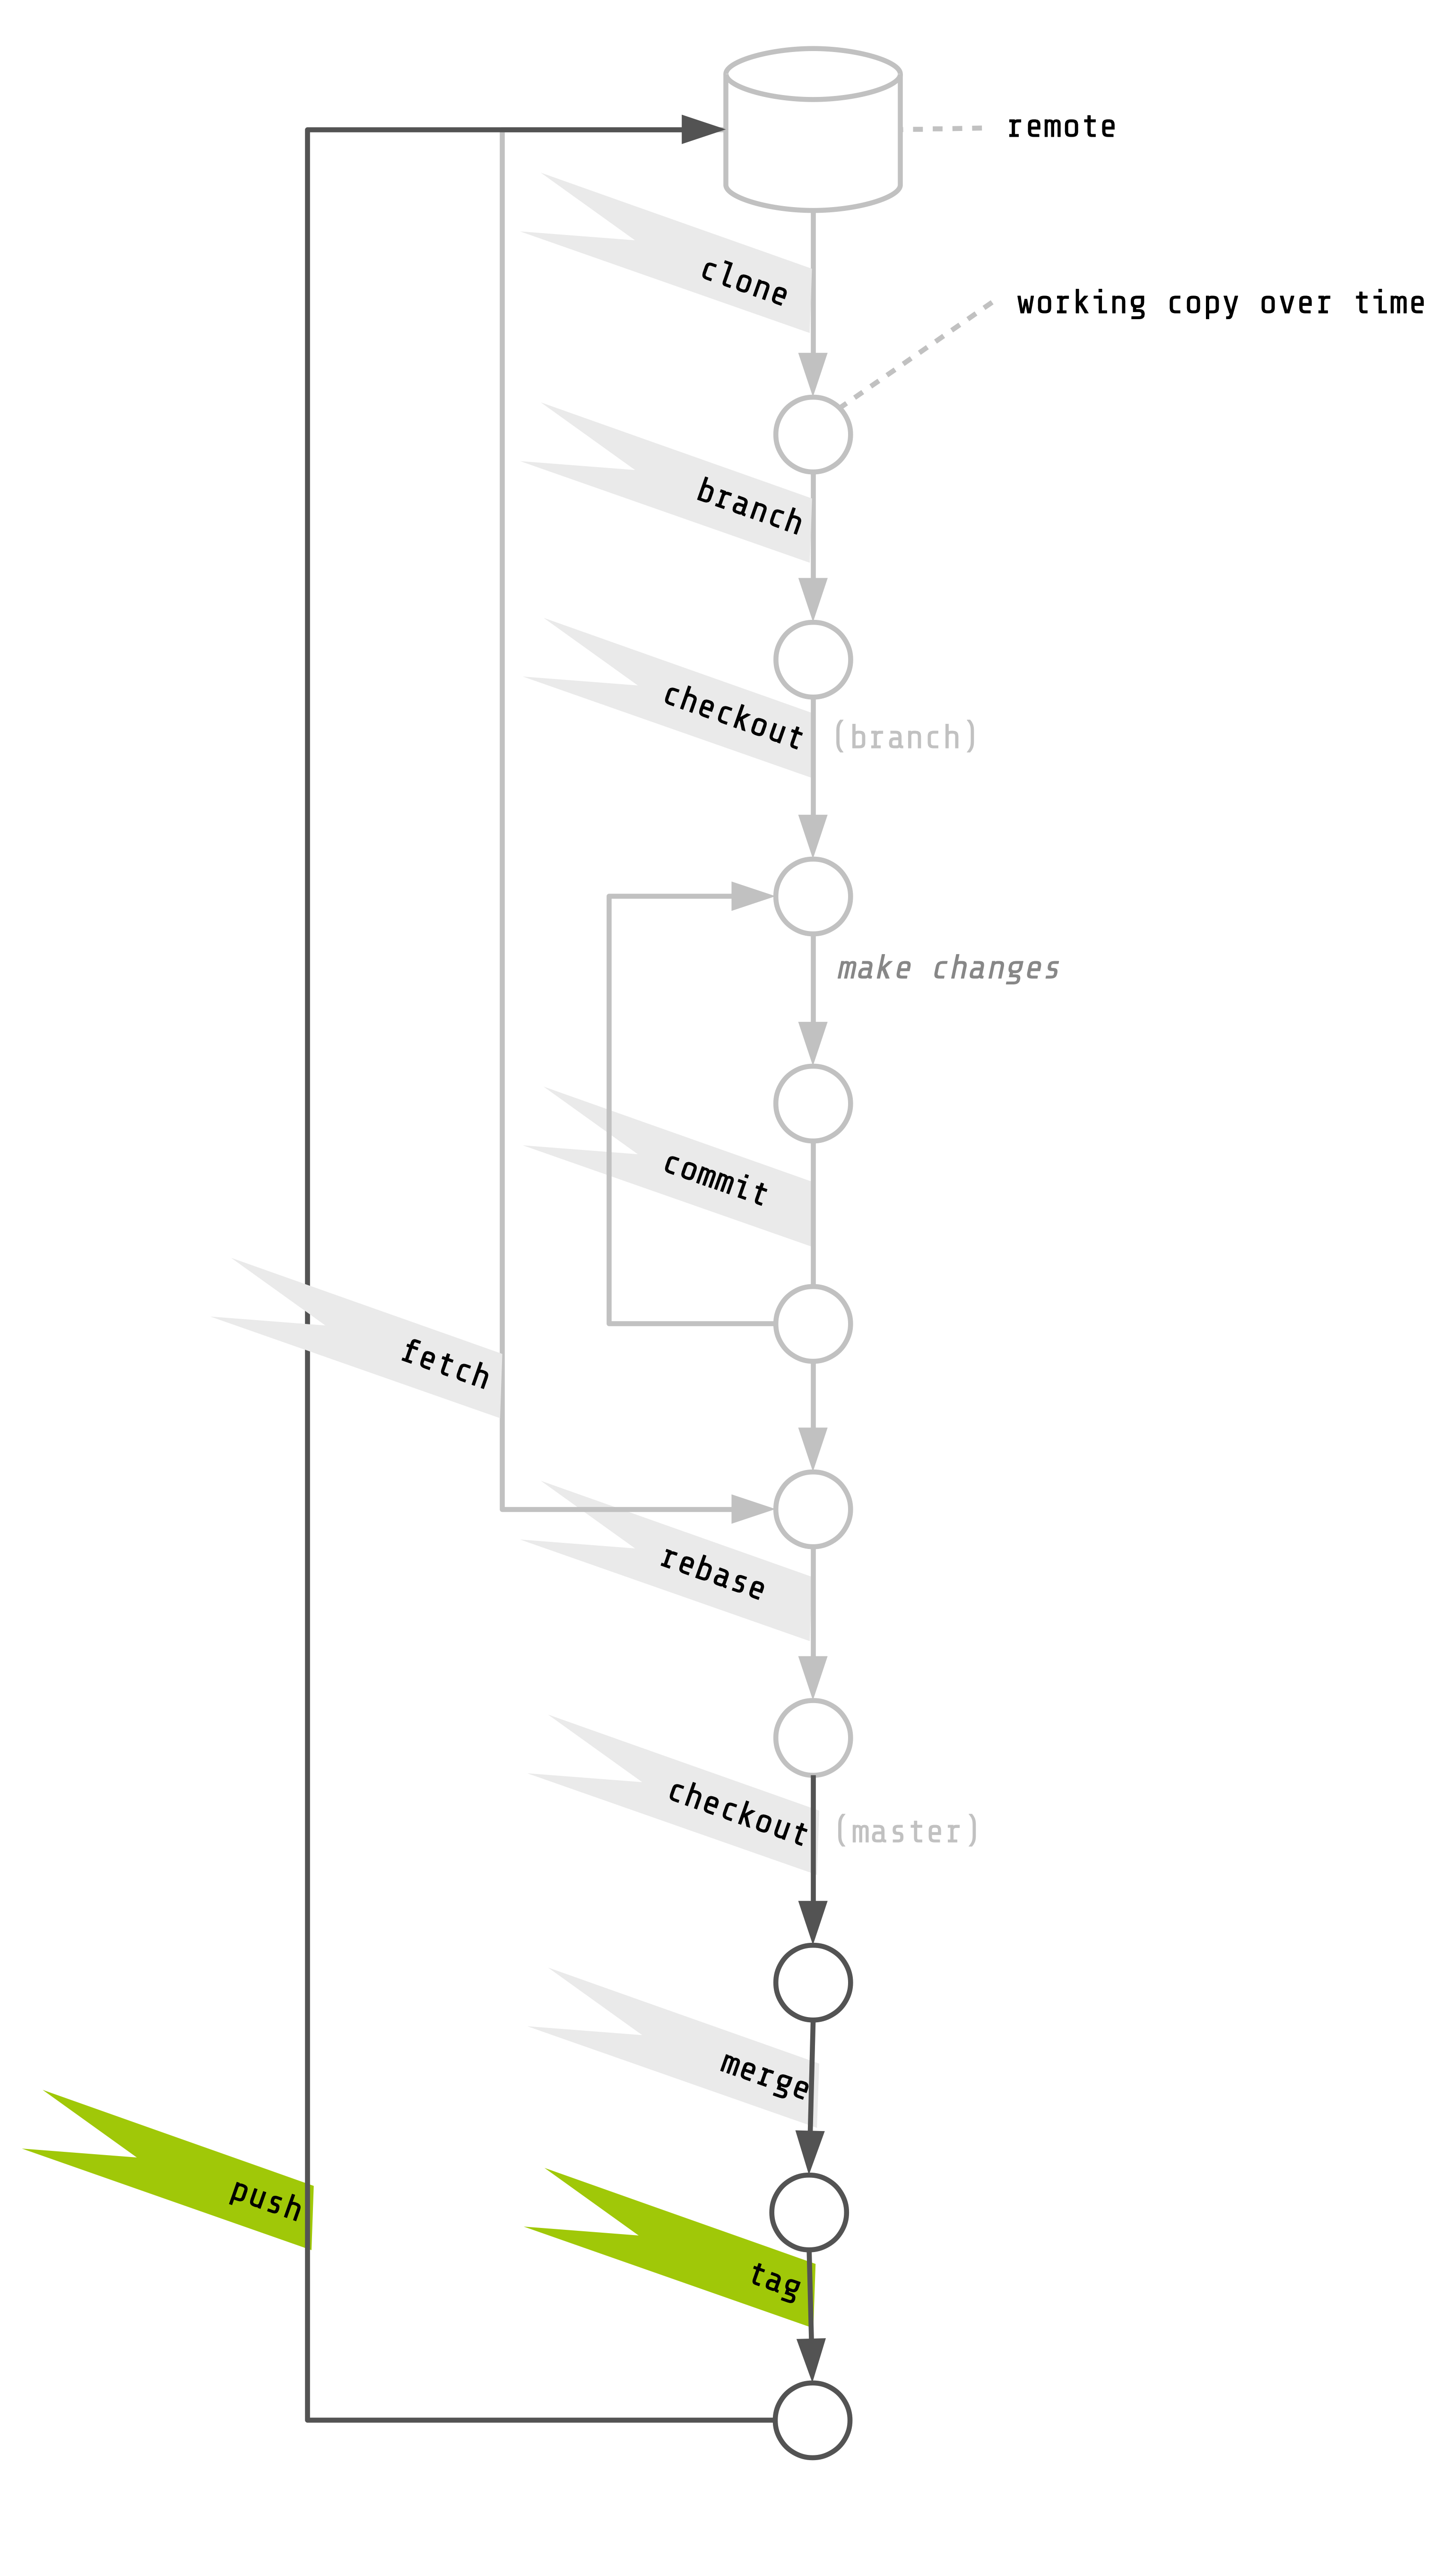 remote
clone
working copy over time
branch
checkout
(branch)
make changes
commit
fetch
rebase
checkout
(master)
merge
push
tag